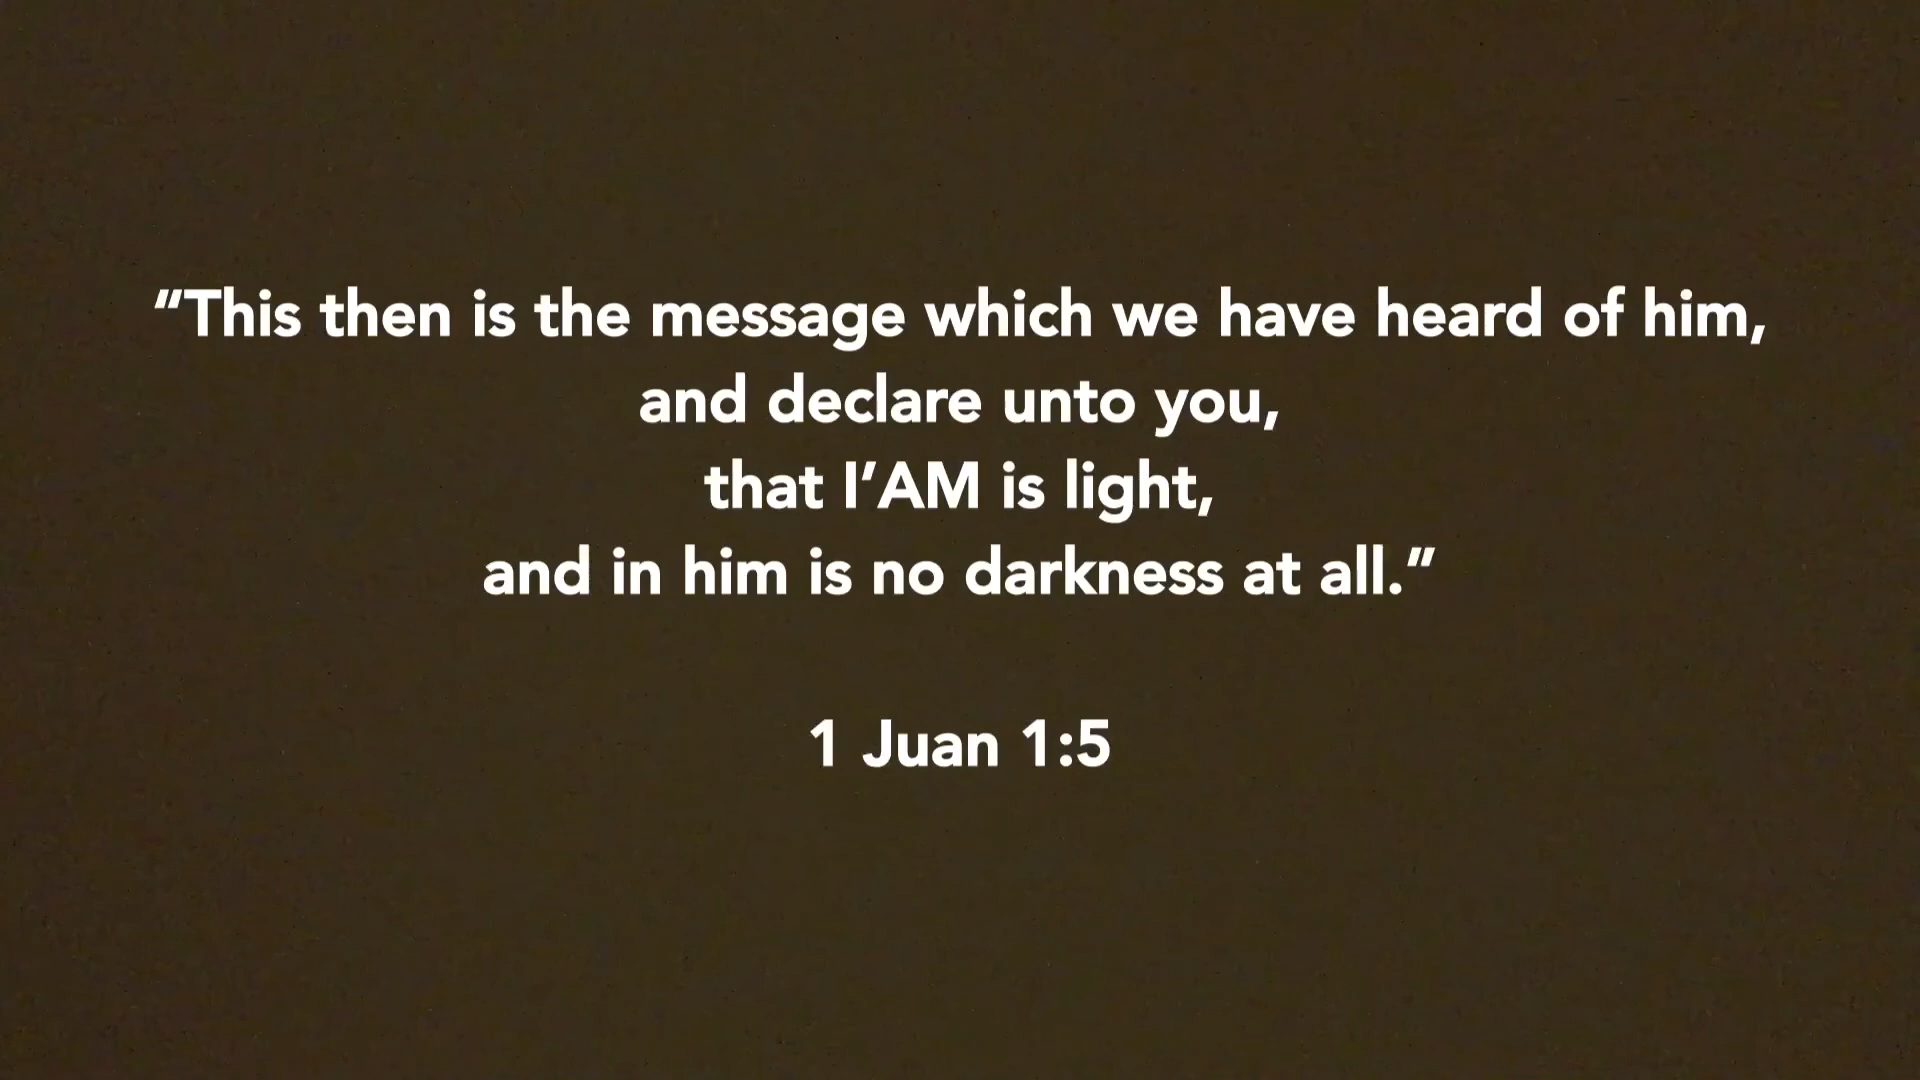 “This then is the message which we have heard of him,
and declare unto you,
that I’AM is light,
and in him is no darkness at all.”
1 Juan 1:5